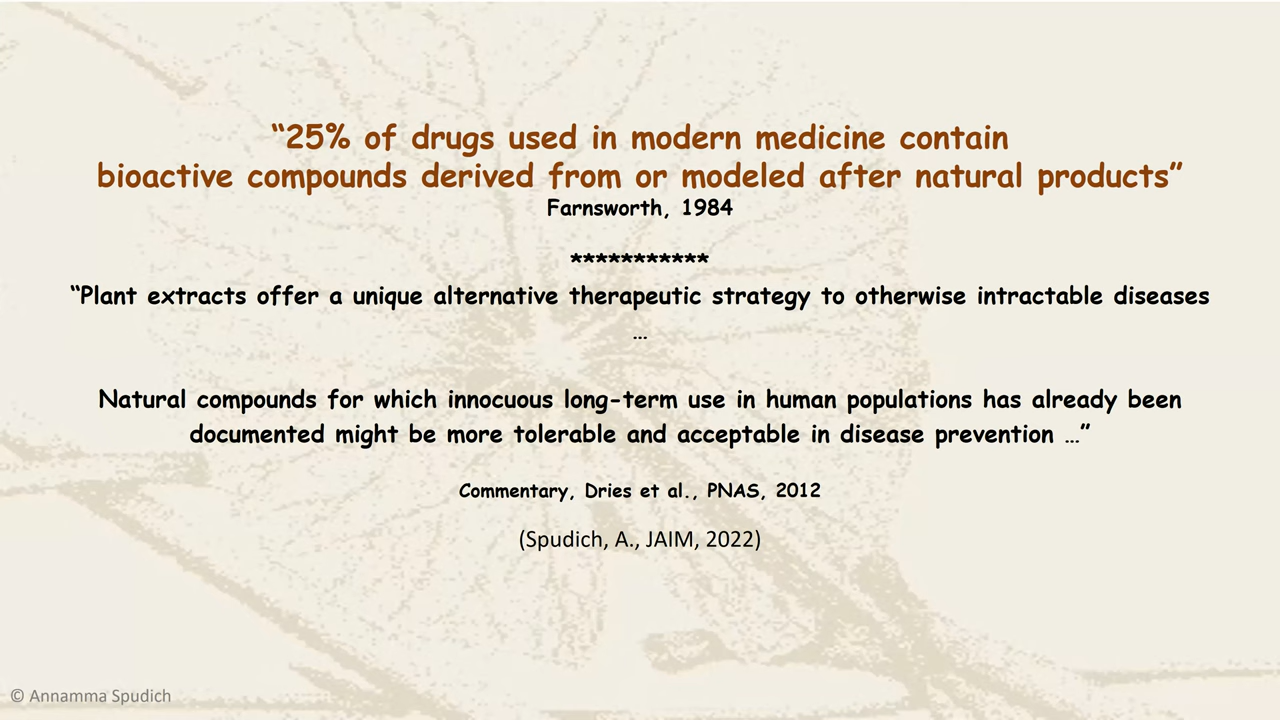 “25% of drugs used in modern medicine contain
bioactive compounds derived from or modeled after natural products”
Farnsworth, 1984
***********
“Plant extracts offer a unique alternative therapeutic strategy to otherwise intractable diseases
…
Natural compounds for which innocuous long-term use in human populations has already been
documented might be more tolerable and acceptable in disease prevention …”
Commentary, Dries et al., PNAS, 2012
(Spudich, A., JAIM, 2022)
© Annamma Spudich